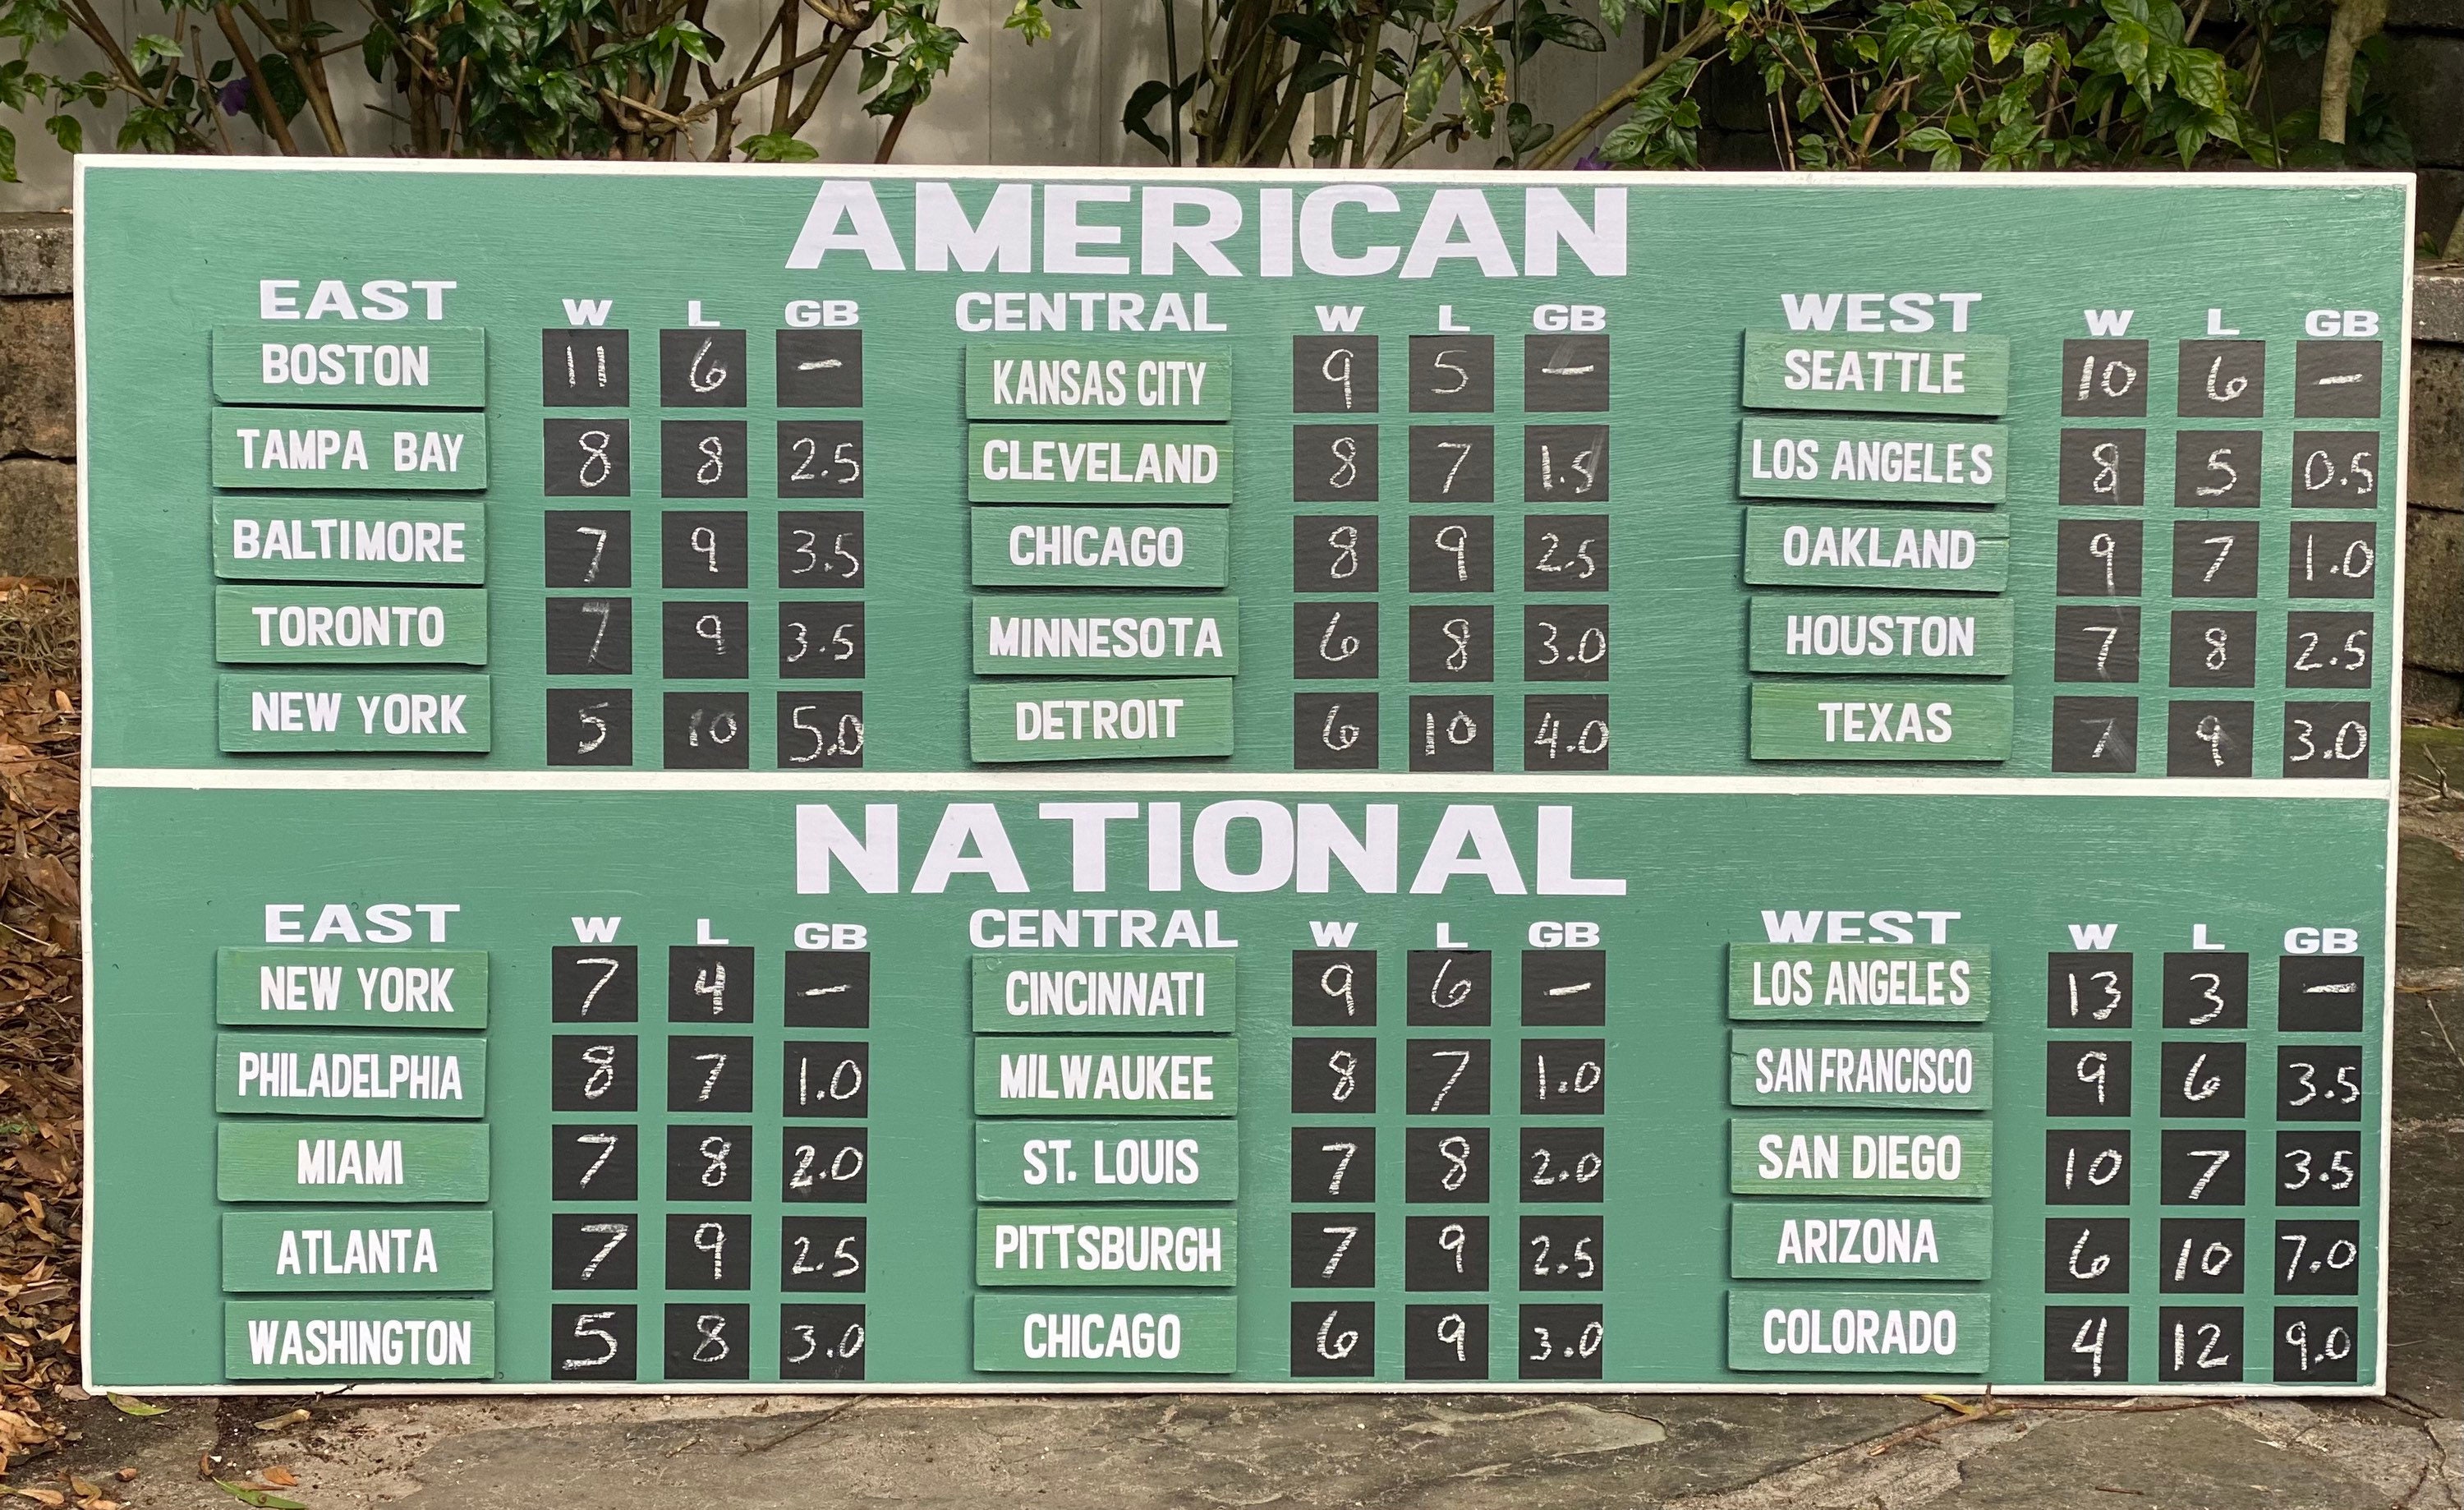 AMERICAN
EAST W L GB
BOSTON 11 6 –
TAMPA BAY 8 8 2.5
BALTIMORE 7 9 3.5
TORONTO 7 9 3.5
NEW YORK 5 10 5.0
CENTRAL W L GB
KANSAS CITY 9 5 –
CLEVELAND 8 7 1.5
CHICAGO 8 9 2.5
MINNESOTA 6 8 3.0
DETROIT 6 10 4.0
WEST W L GB
SEATTLE 10 6 –
LOS ANGELES 8 5 0.5
OAKLAND 9 7 1.0
HOUSTON 7 8 2.5
TEXAS 7 9 3.0
NATIONAL
EAST W L GB
NEW YORK 7 4 –
PHILADELPHIA 8 7 1.0
MIAMI 7 8 2.0
ATLANTA 7 9 2.5
WASHINGTON 5 8 3.0
CENTRAL W L GB
CINCINNATI 9 6 –
MILWAUKEE 8 7 1.0
ST. LOUIS 7 8 2.0
PITTSBURGH 7 9 2.5
CHICAGO 6 9 3.0
WEST W L GB
LOS ANGELES 13 3 –
SAN FRANCISCO 9 6 3.5
SAN DIEGO 10 7 3.5
ARIZONA 6 10 7.0
COLORADO 4 12 9.0